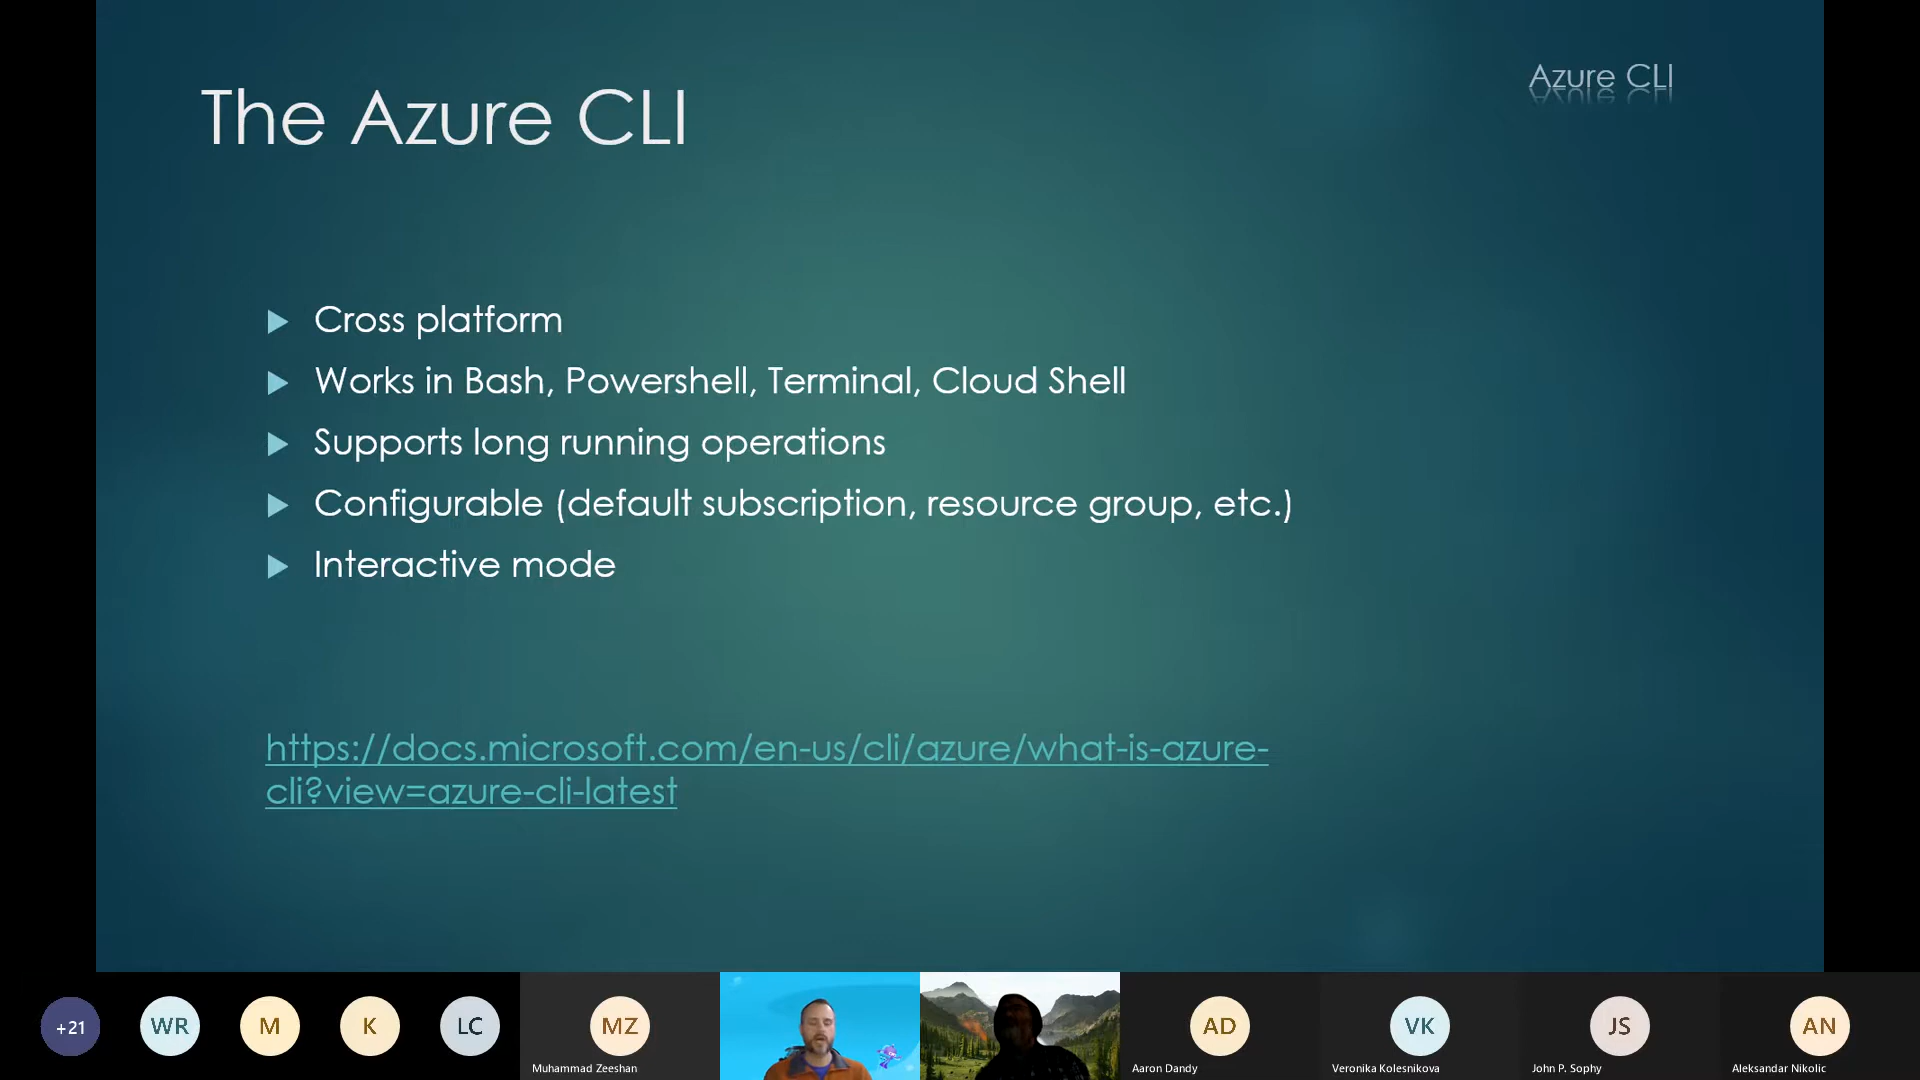 The Azure CLI
Azure CLI
Cross platform
Works in Bash, Powershell, Terminal, Cloud Shell
Supports long running operations
Configurable (default subscription, resource group, etc.)
Interactive mode
https://docs.microsoft.com/en-us/cli/azure/what-is-azure-
cli?view=azure-cli-latest
+21
WR
M
K
LC
MZ
AD
VK
JS
AN
Muhammad Zeeshan
Aaron Dandy
Veronika Kolesnikova
John P. Sophy
Aleksandar Nikolic